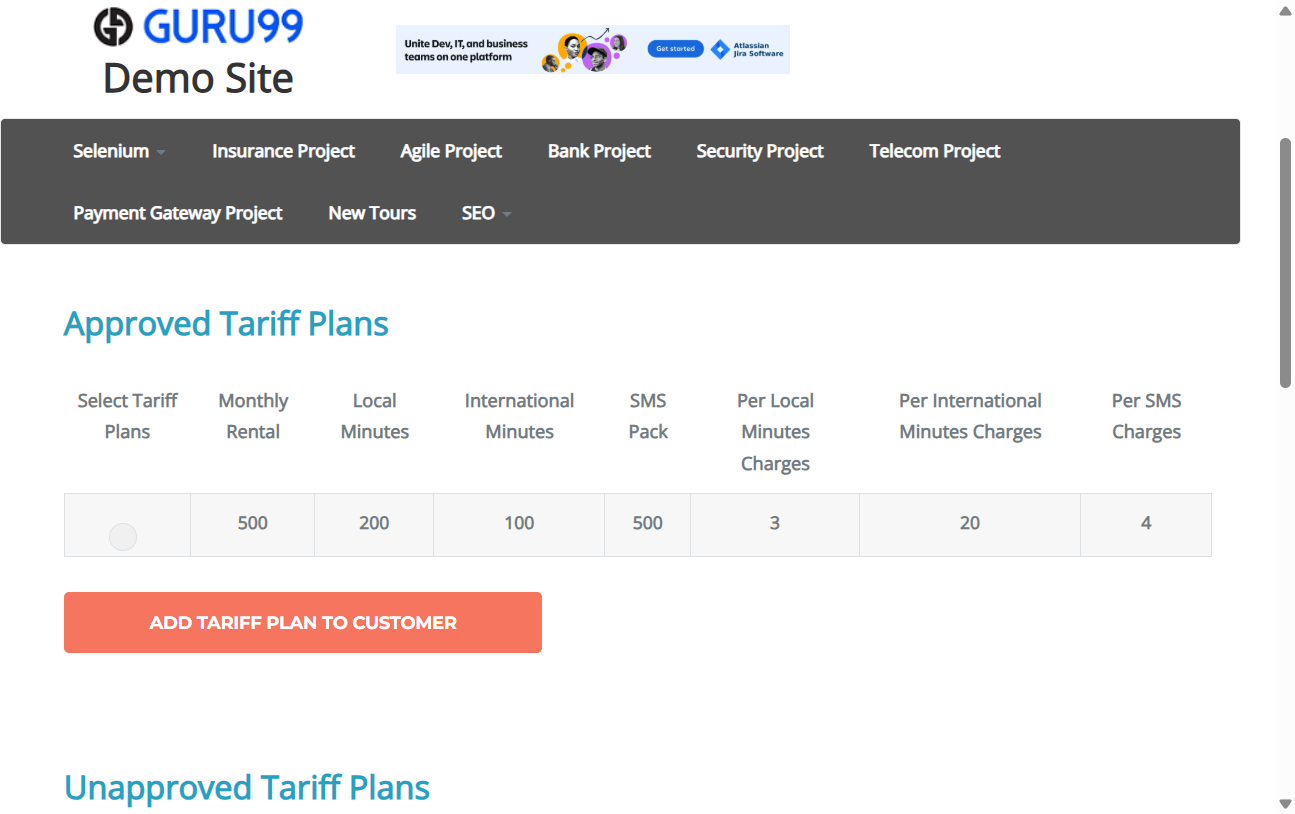 GURU99
Demo Site
Unite Dev, IT, and business
teams on one platform
Get started
Atlassian
Jira Software
Selenium
Insurance Project
Agile Project
Bank Project
Security Project
Telecom Project
Payment Gateway Project
New Tours
SEO
Approved Tariff Plans
Select Tariff
Plans
Monthly
Rental
Local
Minutes
International
Minutes
SMS
Pack
Per Local
Minutes
Charges
Per International
Minutes Charges
Per SMS
Charges
500
200
100
500
3
20
4
ADD TARIFF PLAN TO CUSTOMER
Unapproved Tariff Plans